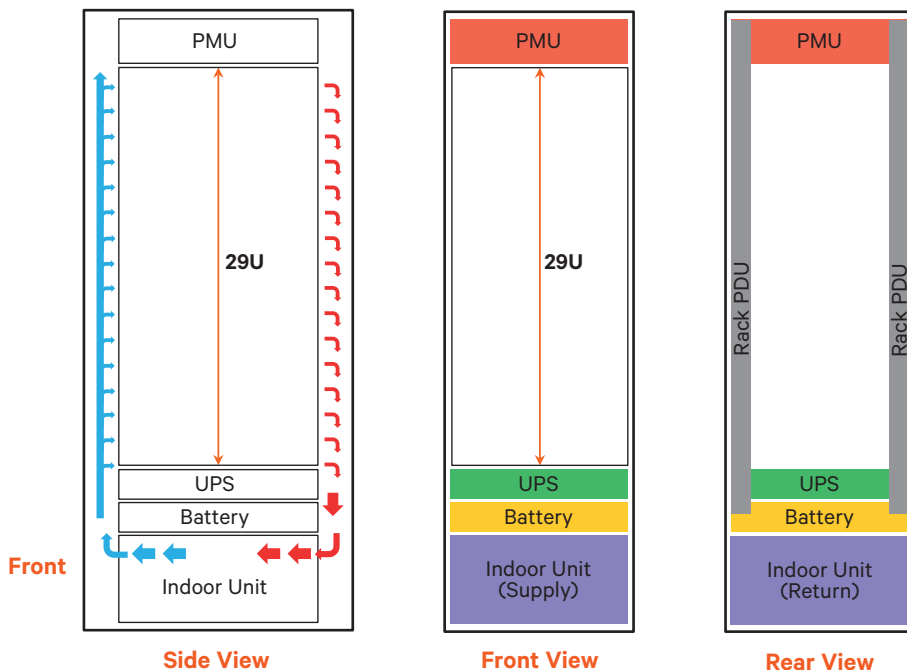 PMU
29U
UPS
Battery
Front
Indoor Unit
Side View
PMU
29U
UPS
Battery
Indoor Unit
(Supply)
Front View
PMU
Rack PDU
Rack PDU
UPS
Battery
Indoor Unit
(Return)
Rear View